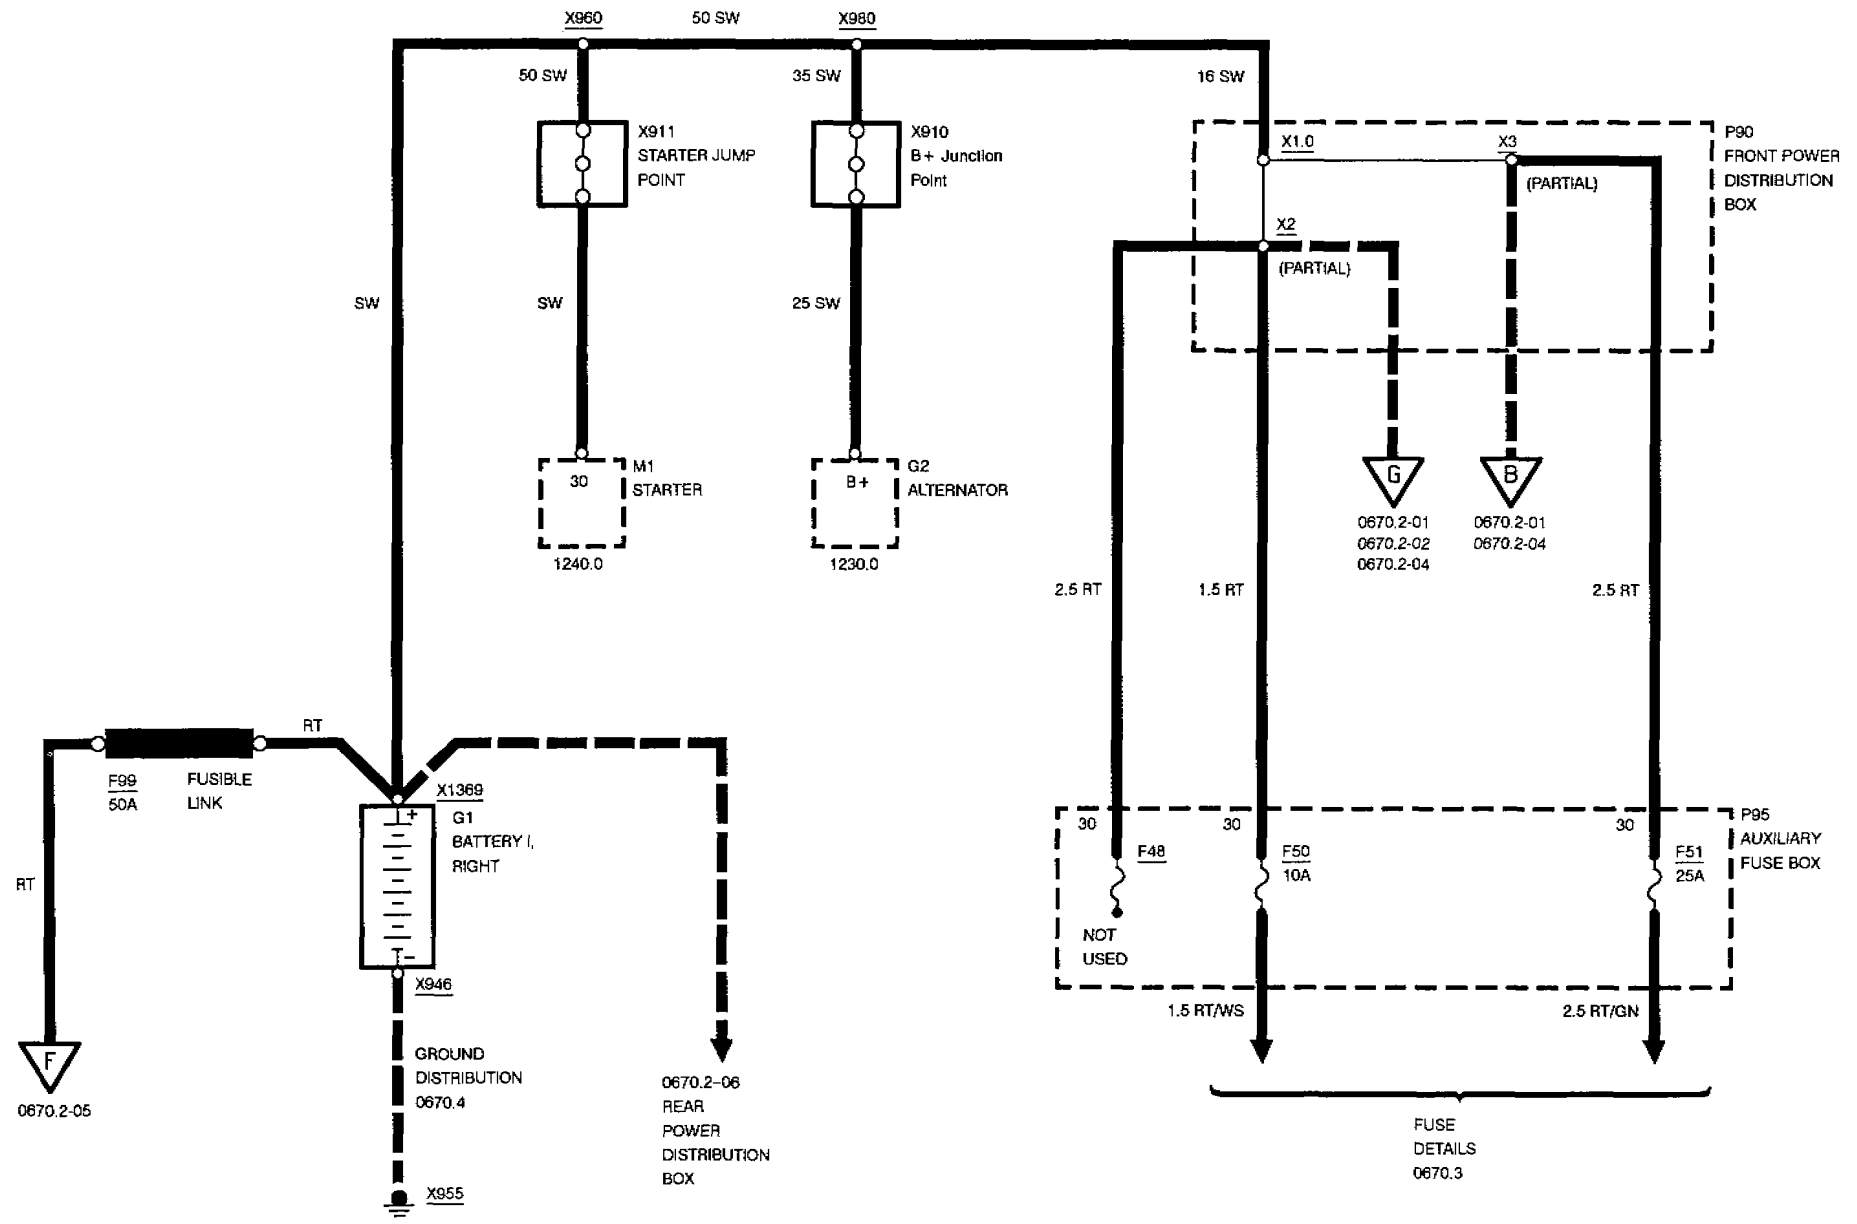 X960
50 SW
X980
50 SW
35 SW
16 SW
X911
STARTER JUMP
POINT
X910
B+ Junction
Point
X1.0
X3
(PARTIAL)
P90
FRONT POWER
DISTRIBUTION
BOX
X2
(PARTIAL)
SW
SW
25 SW
30
M1
STARTER
1240.0
B+
G2
ALTERNATOR
1230.0
G
0670.2-01
0670.2-02
0670.2-04
B
0670.2-01
0670.2-04
2.5 RT
1.5 RT
2.5 RT
RT
F99
50A
FUSIBLE
LINK
X1369
+
G1
BATTERY I,
RIGHT
-
RT
X946
F
0670.2-05
GROUND
DISTRIBUTION
0670.4
X955
0670.2-06
REAR
POWER
DISTRIBUTION
BOX
30
30
30
P95
AUXILIARY
FUSE BOX
F48
F50
10A
F51
25A
NOT
USED
1.5 RT/WS
2.5 RT/GN
FUSE
DETAILS
0670.3